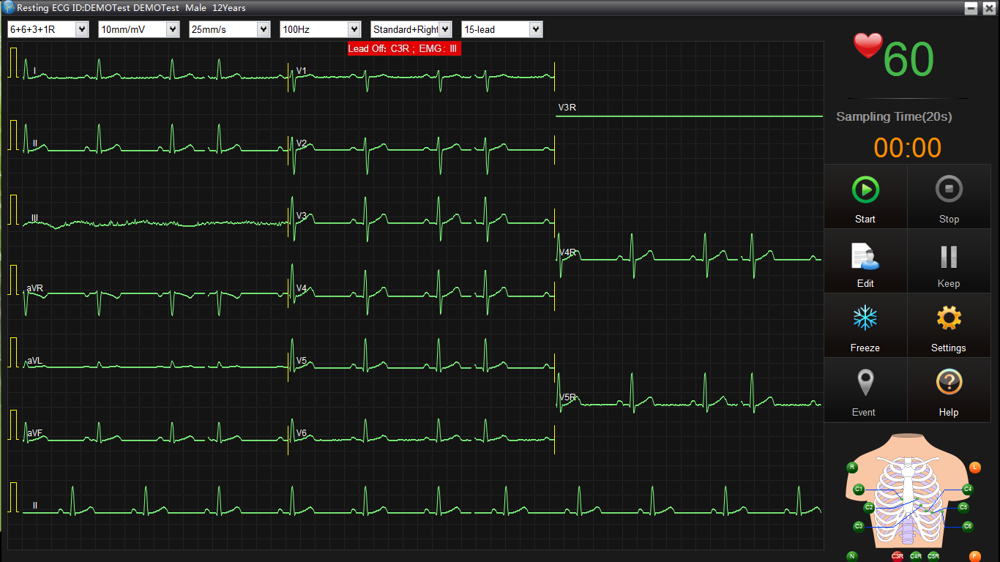 Resting ECG ID:DEMOTest DEMOTest Male 12Years
6+6+3+1R 10mm/mV 25mm/s 100Hz Standard+Right 15-lead
Lead Off: C3R ; EMG: III
60
Sampling Time(20s)
00:00
I V1
V3R
II V2
III V3
V4R
aVR V4
aVL V5
V5R
aVF V6
II
Start Stop
Edit Keep
Freeze Settings
Event Help
R L
C1 C4
C2 C5
C3 C6
N C3R C4R C5R F